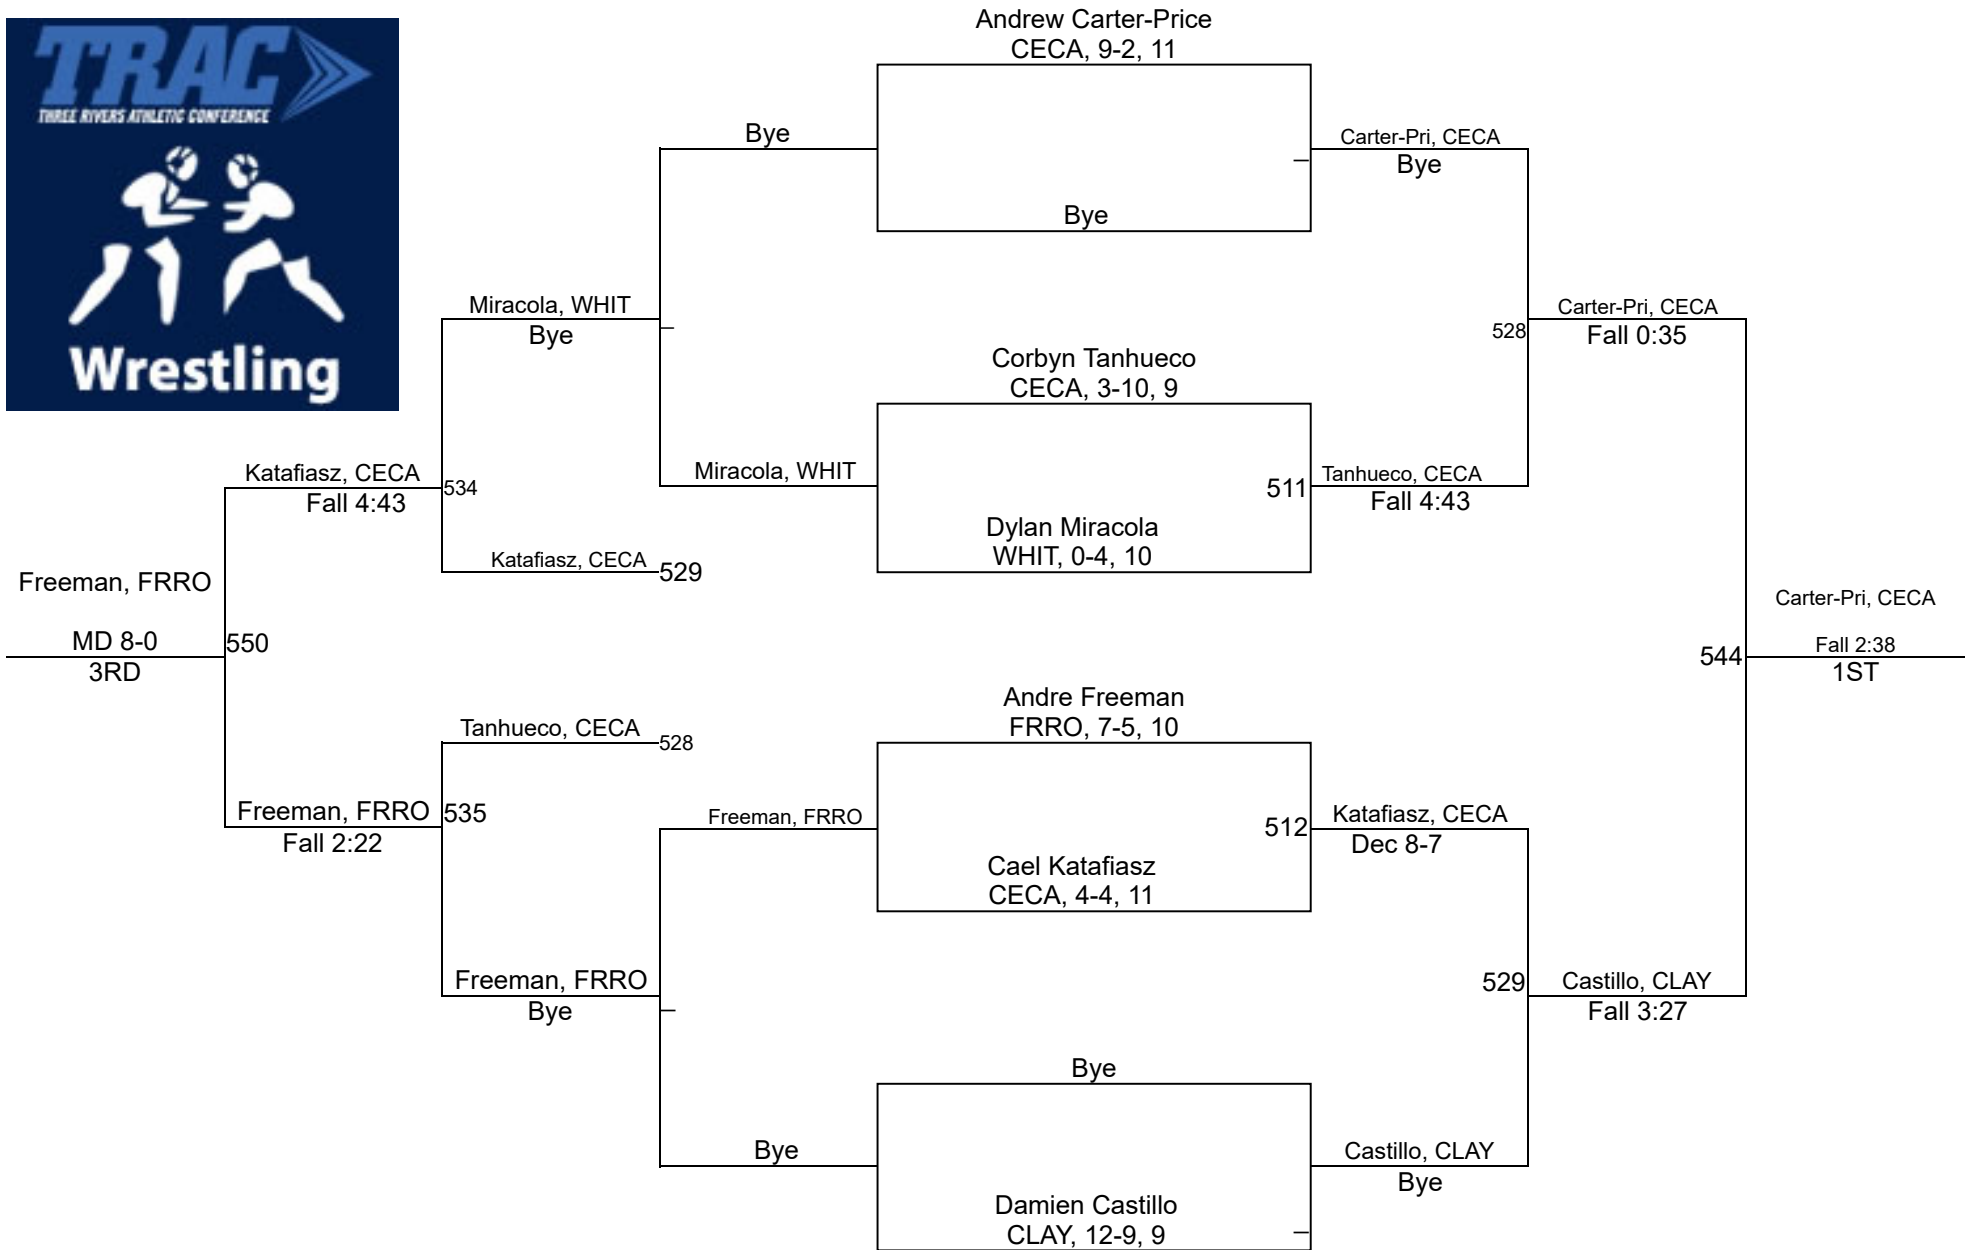 TRAC
THREE RIVERS ATHLETIC CONFERENCE
Wrestling
Andrew Carter-Price
CECA, 9-2, 11
Bye
Carter-Pri, CECA
Bye
Bye
Miracola, WHIT
Bye
528
Carter-Pri, CECA
Fall 0:35
Corbyn Tanhueco
CECA, 3-10, 9
Miracola, WHIT
511
Tanhueco, CECA
Fall 4:43
Katafiasz, CECA
Fall 4:43
534
Dylan Miracola
WHIT, 0-4, 10
Katafiasz, CECA
529
Freeman, FRRO
MD 8-0
3RD
550
Carter-Pri, CECA
544
Fall 2:38
1ST
Andre Freeman
FRRO, 7-5, 10
Tanhueco, CECA
528
Freeman, FRRO
Fall 2:22
535
Freeman, FRRO
512
Katafiasz, CECA
Dec 8-7
Cael Katafiasz
CECA, 4-4, 11
Freeman, FRRO
Bye
529
Castillo, CLAY
Fall 3:27
Bye
Bye
Castillo, CLAY
Bye
Damien Castillo
CLAY, 12-9, 9